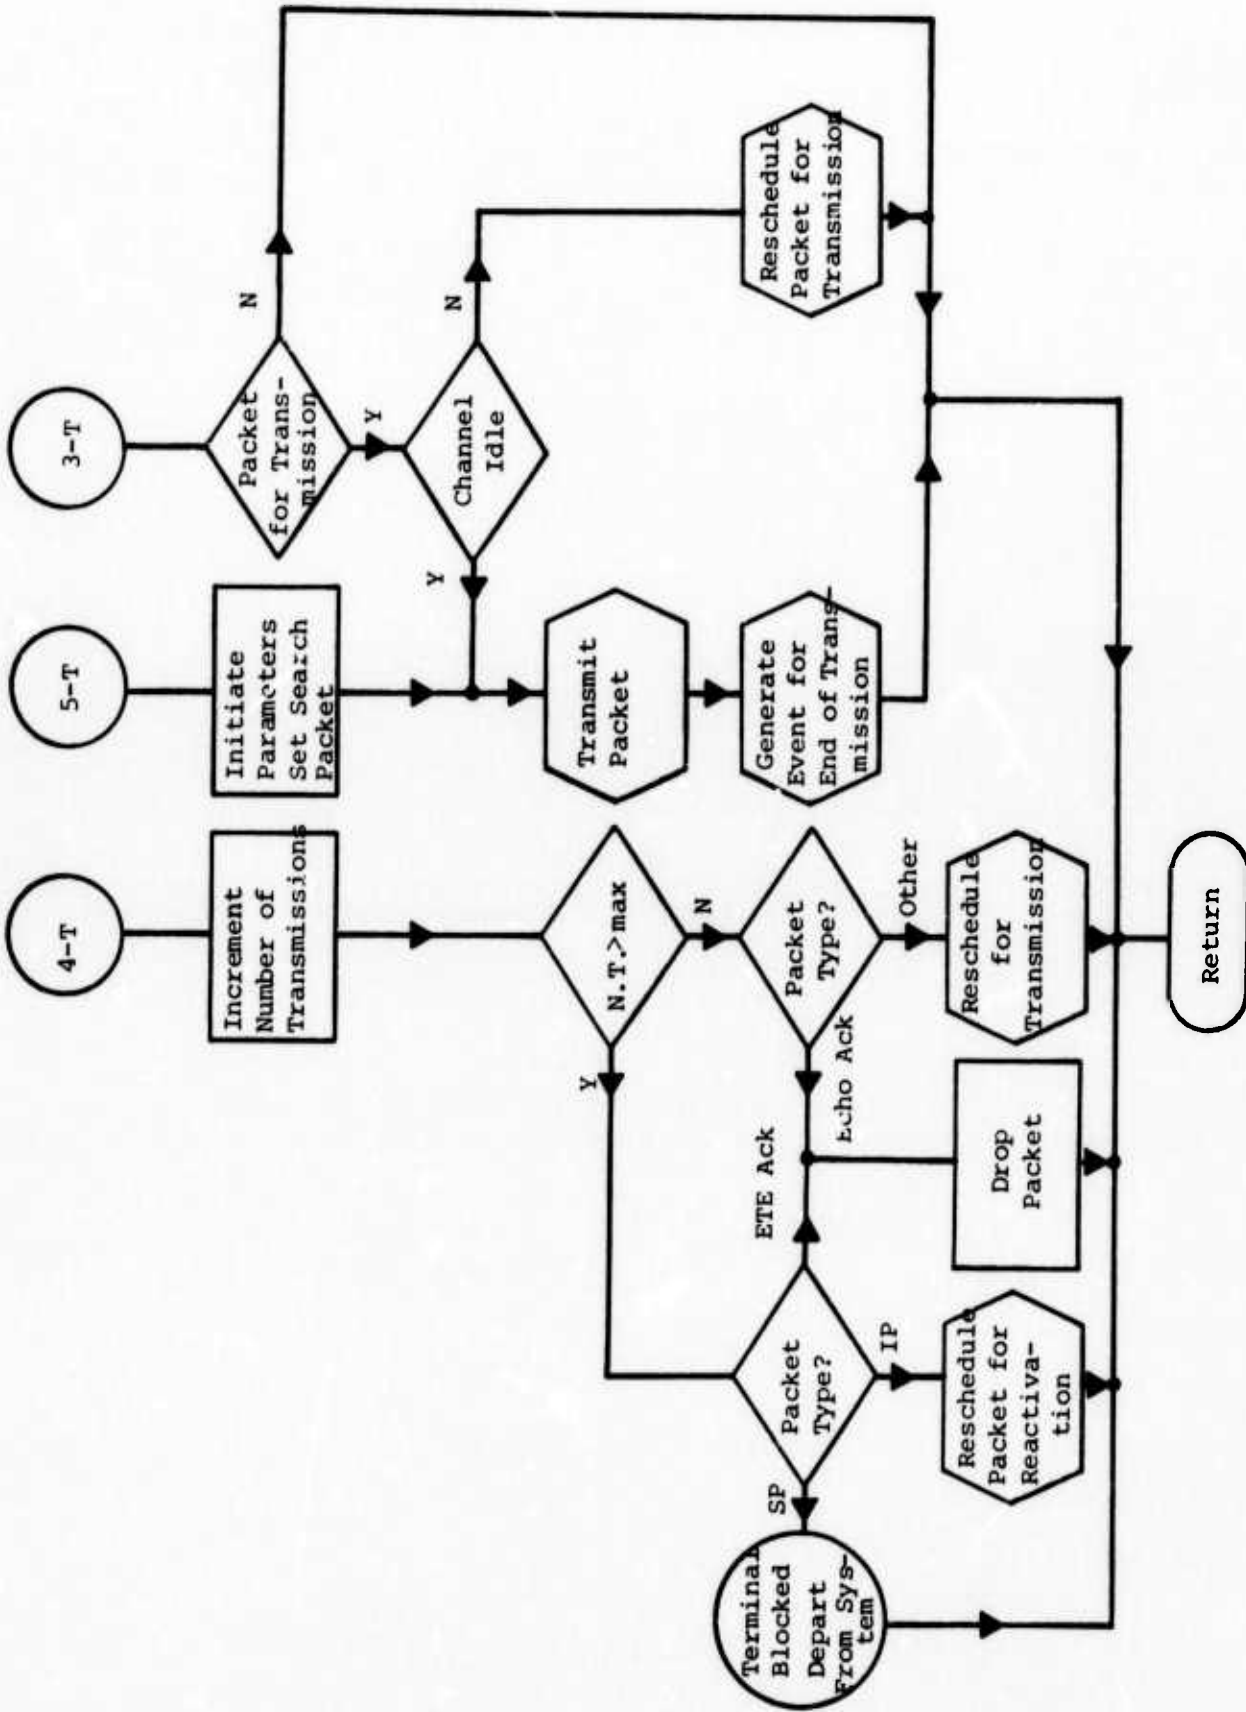 4-T
5-T
3-T
Increment
Number of
Transmissions
Initiate
Parameters
Set Search
Packet
Packet
for Trans-
mission
N
Y
Channel
Idle
Y
N
N.T.>max
Y
N
Transmit
Packet
Packet
Type?
SP
IP
ETE Ack
Packet
Type?
Echo Ack
Other
Generate
Event for
End of Trans-
mission
Reschedule
Packet for
Transmission
Terminal
Blocked
Depart
From Sys-
tem
Reschedule
Packet for
Reactiva-
tion
Drop
Packet
Reschedule
for
Transmission
Return